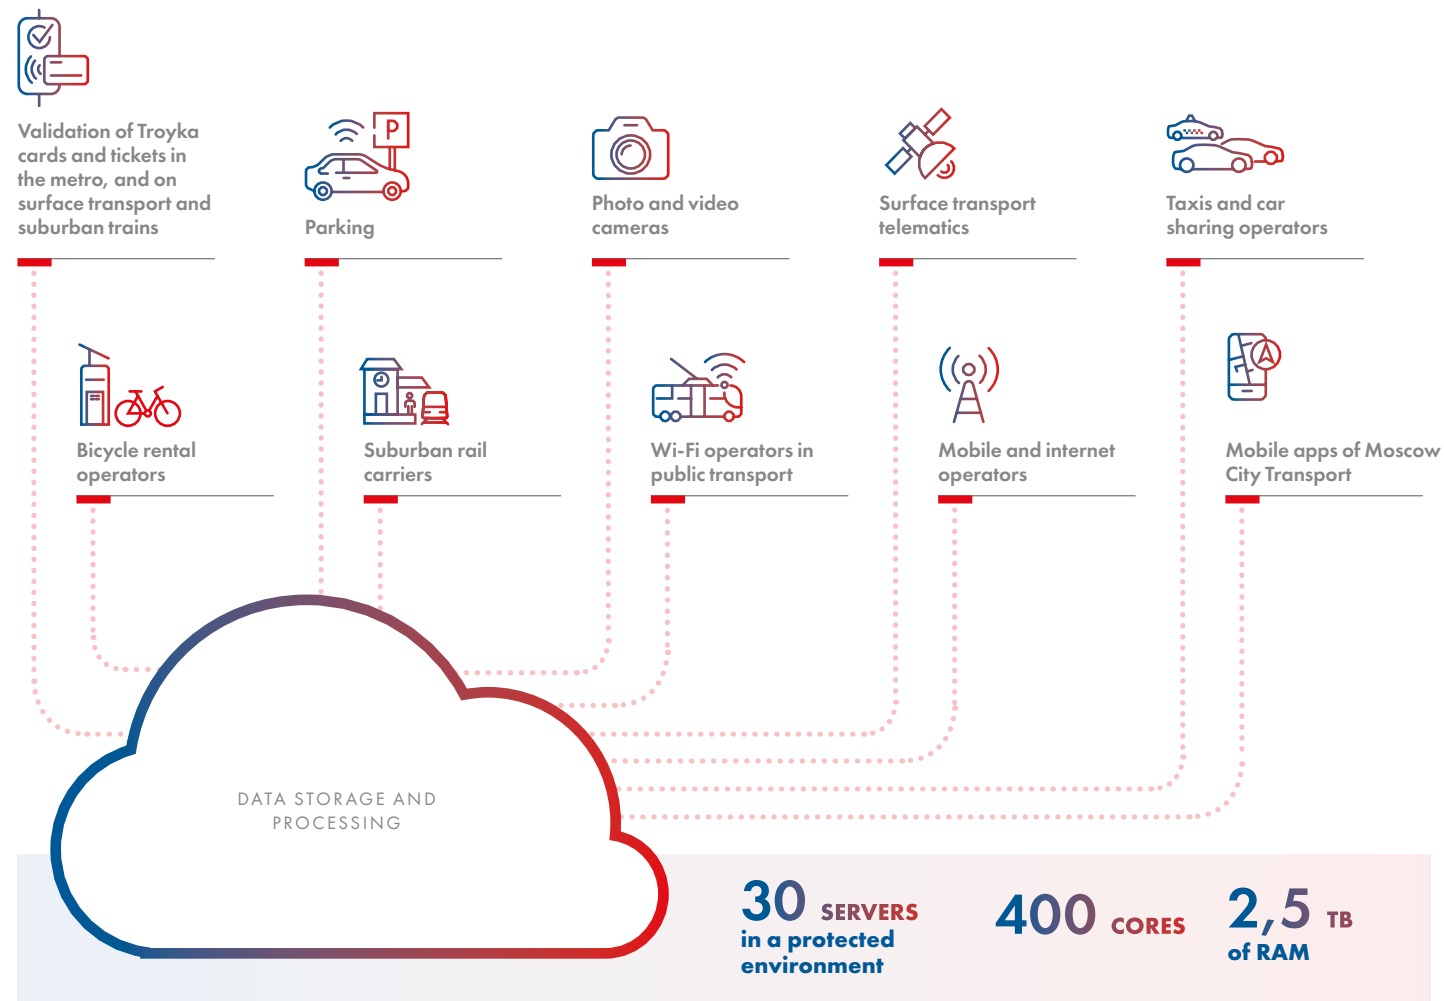 Validation of Troyka
cards and tickets in
the metro, and on
surface transport and
suburban trains
P
Parking
Photo and video
cameras
Surface transport
telematics
Taxis and car
sharing operators
Bicycle rental
operators
Suburban rail
carriers
Wi-Fi operators in
public transport
Mobile and internet
operators
Mobile apps of Moscow
City Transport
DATA STORAGE AND
PROCESSING
30 SERVERS
in a protected
environment
400 CORES
2,5 TB
of RAM